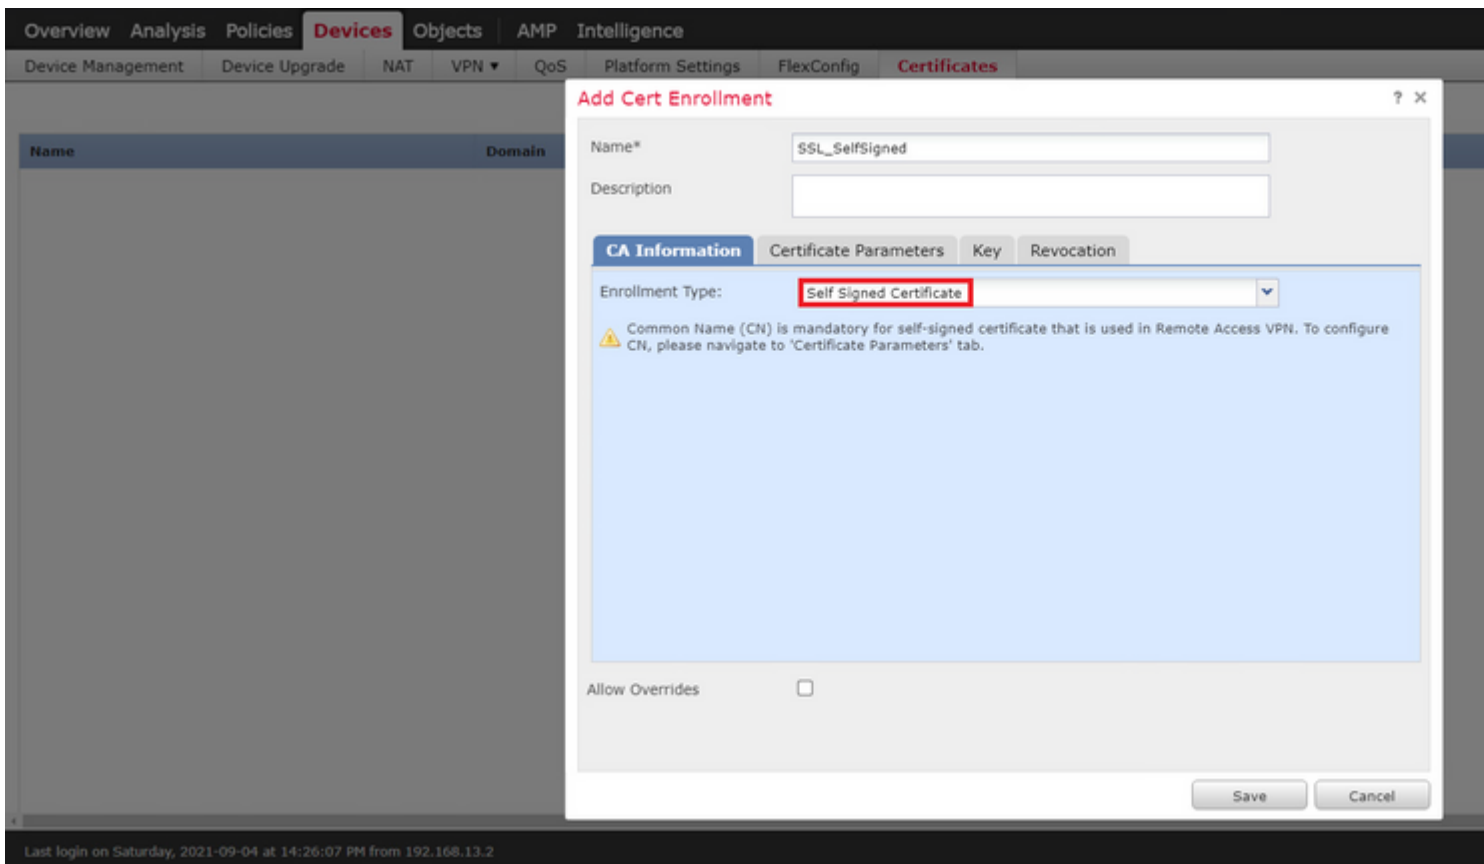 Overview Analysis Policies Devices Objects AMP Intelligence
Device Management Device Upgrade NAT VPN ▾ QoS Platform Settings FlexConfig Certificates
Add Cert Enrollment ? ×
Name Domain
Name* SSL_SelfSigned
Description
CA Information Certificate Parameters Key Revocation
Enrollment Type: Self Signed Certificate
Common Name (CN) is mandatory for self-signed certificate that is used in Remote Access VPN. To configure
CN, please navigate to 'Certificate Parameters' tab.
Allow Overrides
Save Cancel
Last login on Saturday, 2021-09-04 at 14:26:07 PM from 192.168.13.2